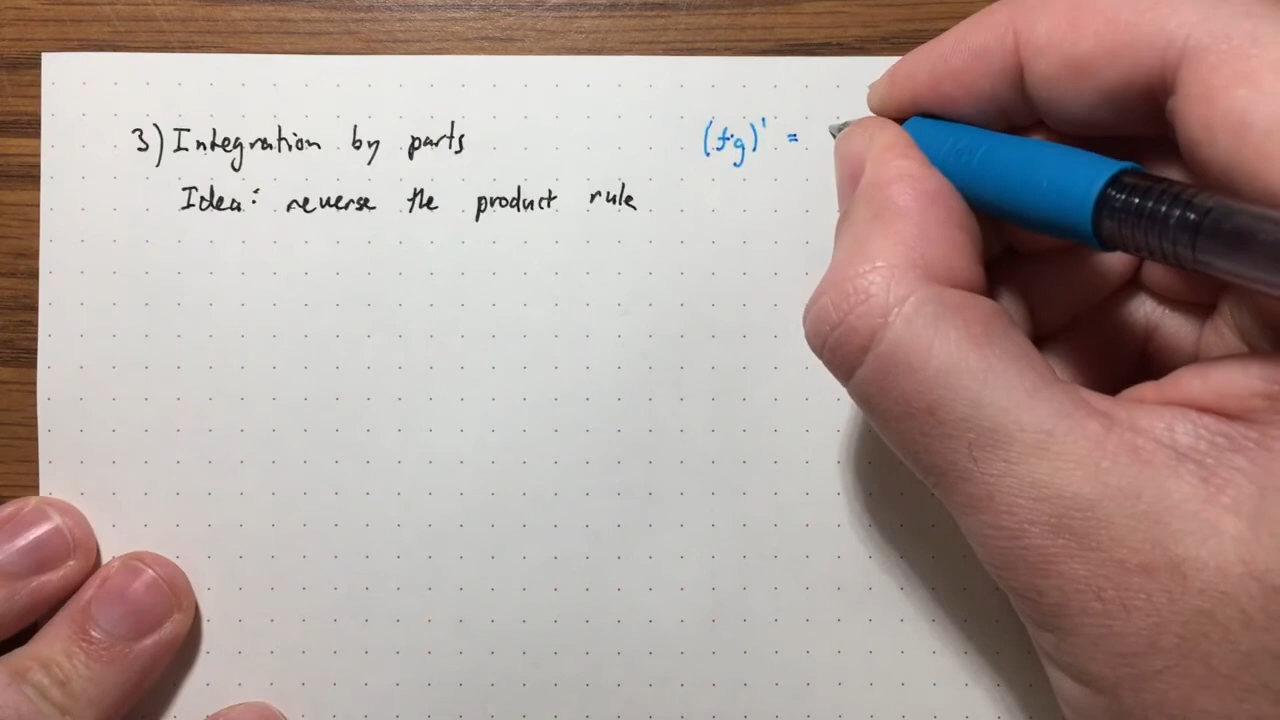 3) Integration by parts
(f·g)' =
Idea: reverse the product rule